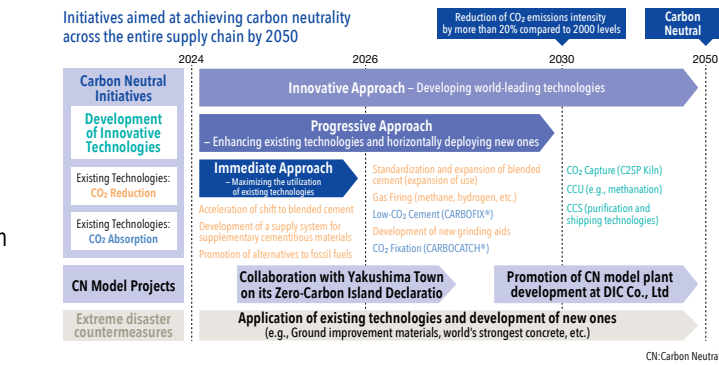 Initiatives aimed at achieving carbon neutrality
across the entire supply chain by 2050
Reduction of CO₂ emissions intensity
by more than 20% compared to 2000 levels
Carbon
Neutral
2024
2026
2030
2050
Carbon Neutral
Initiatives
Innovative Approach – Developing world-leading technologies
Development
of Innovative
Technologies
Progressive Approach
– Enhancing existing technologies and horizontally deploying new ones
Existing Technologies:
CO₂ Reduction
Existing Technologies:
CO₂ Absorption
Immediate Approach
– Maximizing the utilization
of existing technologies
Acceleration of shift to blended cement
Development of a supply system for
supplementary cementitious materials
Promotion of alternatives to fossil fuels
Standardization and expansion of blended
cement (expansion of use)
Gas Firing (methane, hydrogen, etc.)
Low-CO₂ Cement (CARBOFIX®)
Development of new grinding aids
CO₂ Fixation (CARBOCATCH®)
CO₂ Capture (C2SP Kiln)
CCU (e.g., methanation)
CCS (purification and
shipping technologies)
CN Model Projects
Collaboration with Yakushima Town
on its Zero-Carbon Island Declaratio
Promotion of CN model plant
development at DIC Co., Ltd
Extreme disaster
countermeasures
Application of existing technologies and development of new ones
(e.g., Ground improvement materials, world's strongest concrete, etc.)
CN:Carbon Neutra